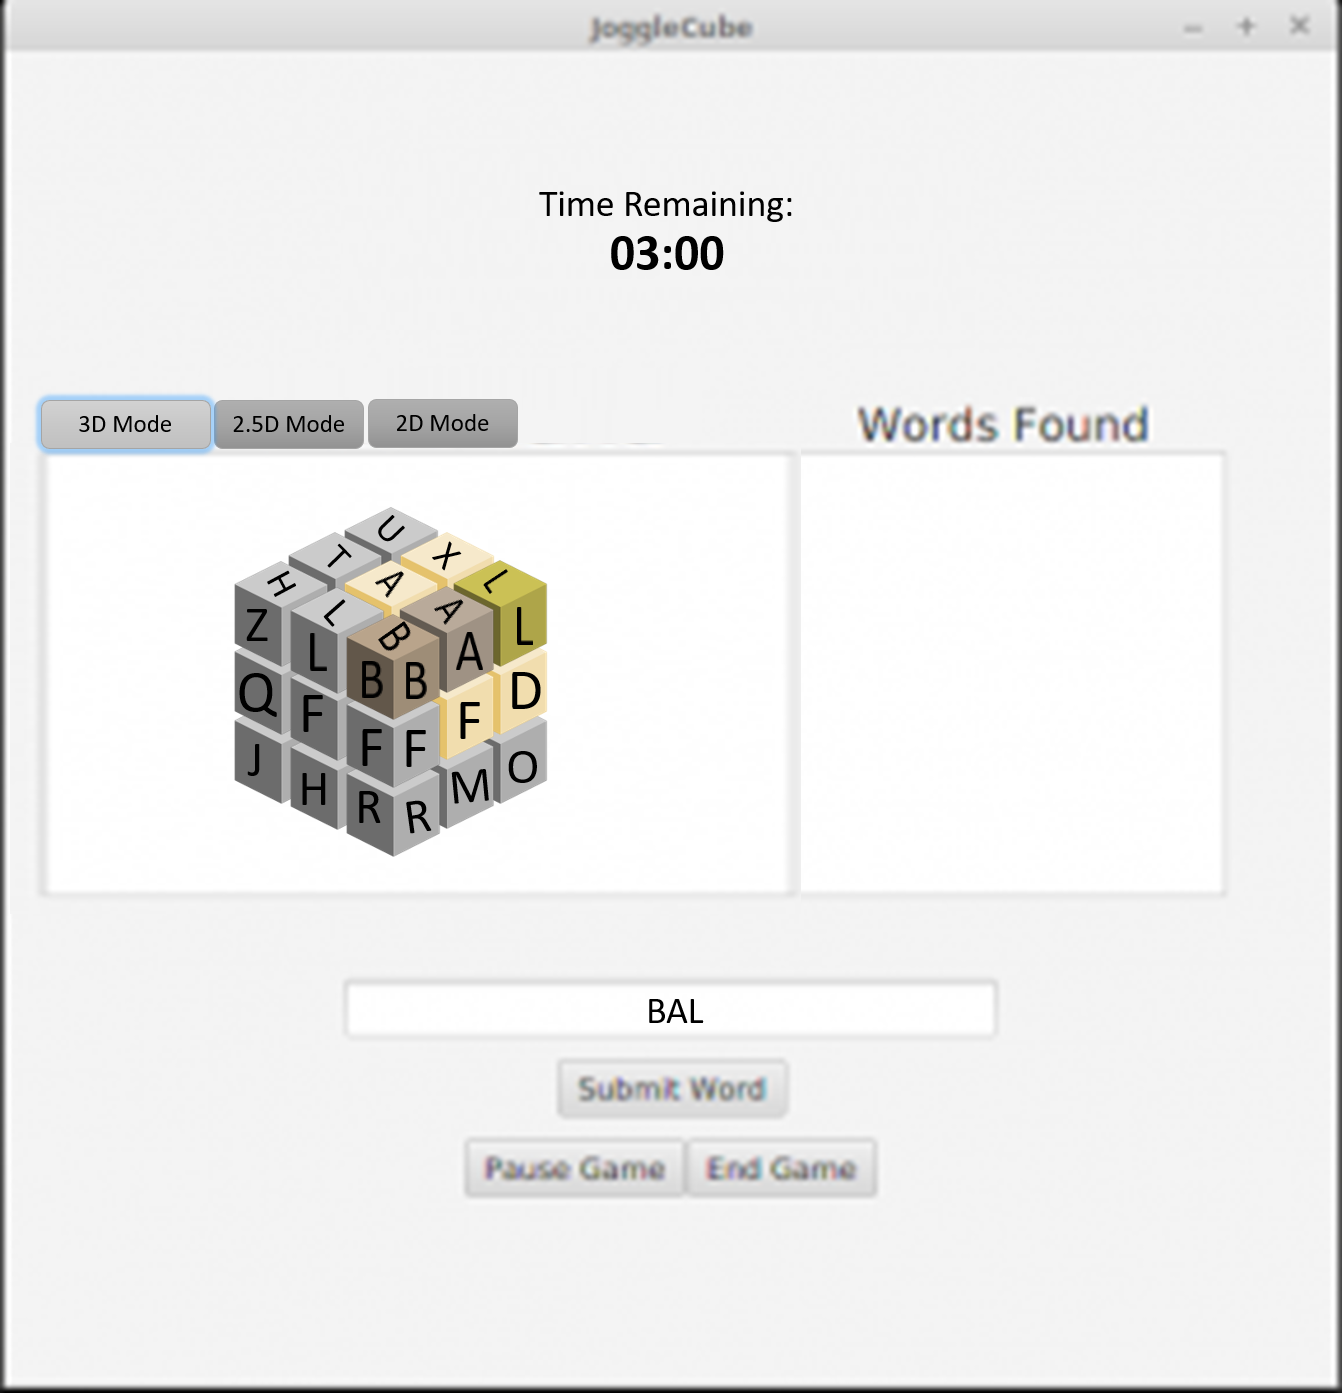 JoggleCube
Time Remaining:
03:00
3D Mode 2.5D Mode 2D Mode
Words Found
U
T X
H A L
L A
B
Z L B B A L
Q F F F F D
J H R R M O
BAL
Submit Word
Pause Game End Game